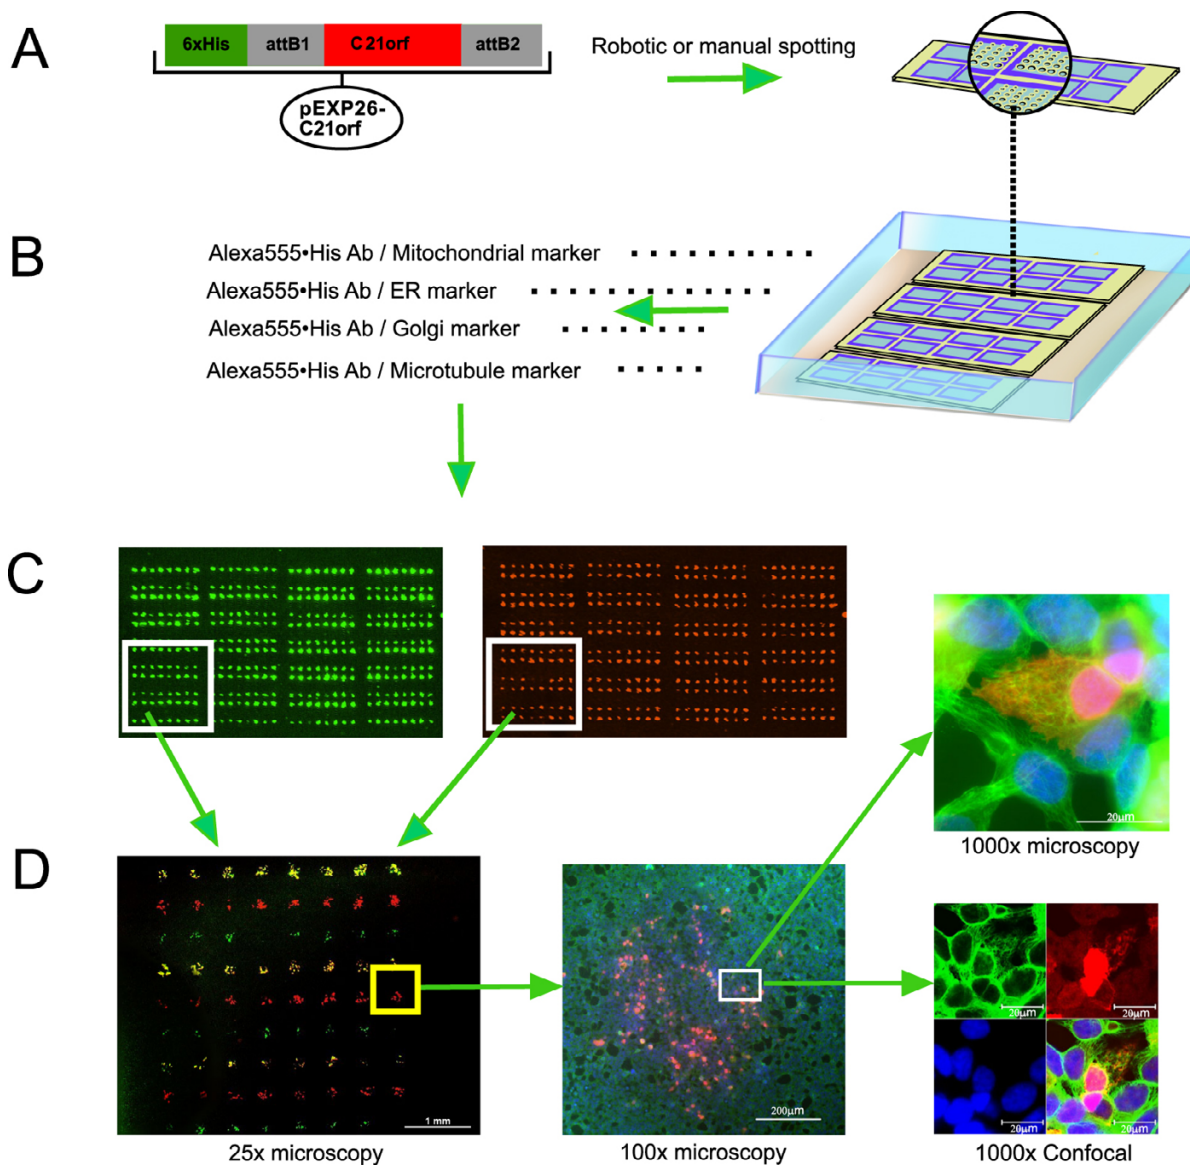 A
6xHis attB1 C21orf attB2
pEXP26-
C21orf
Robotic or manual spotting
B
Alexa555•His Ab / Mitochondrial marker
Alexa555•His Ab / ER marker
Alexa555•His Ab / Golgi marker
Alexa555•His Ab / Microtubule marker
C
20µm
1000x microscopy
D
1 mm
25x microscopy
200µm
100x microscopy
20µm 20µm
20µm 20µm
1000x Confocal